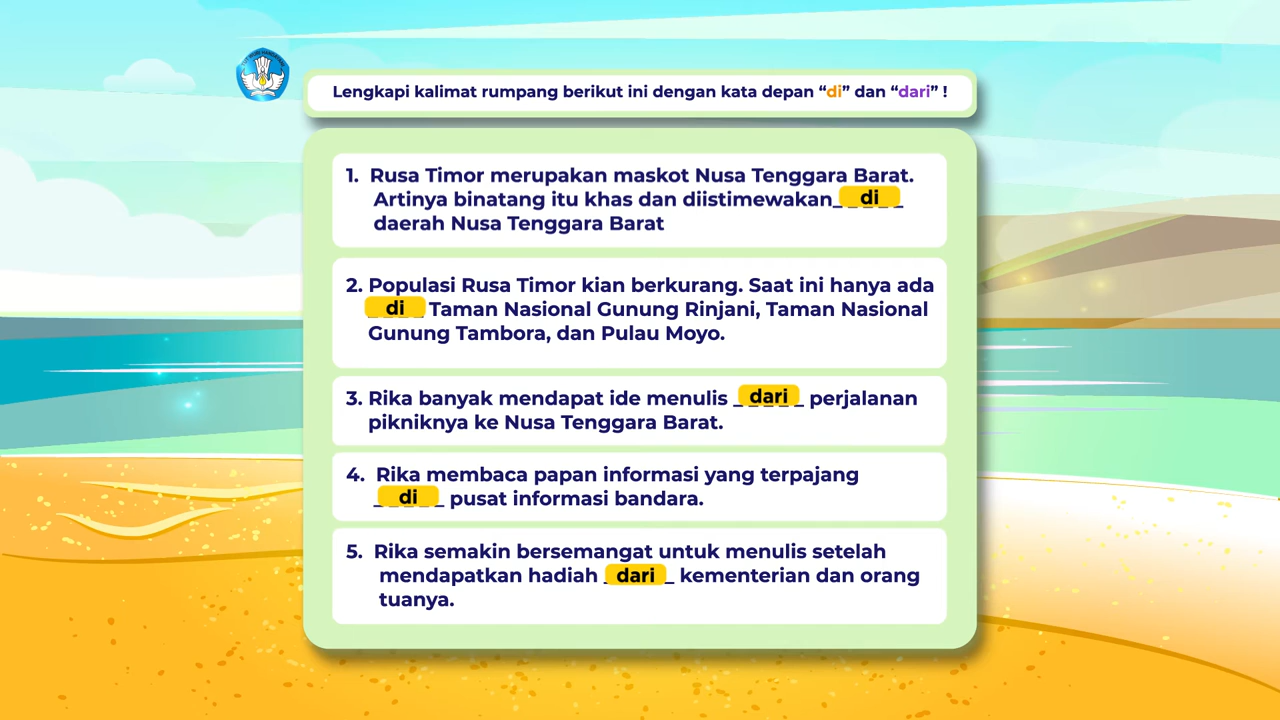 Lengkapi kalimat rumpang berikut ini dengan kata depan “di” dan “dari” !
1. Rusa Timor merupakan maskot Nusa Tenggara Barat.
Artinya binatang itu khas dan diistimewakan_ di _
daerah Nusa Tenggara Barat
2. Populasi Rusa Timor kian berkurang. Saat ini hanya ada
di Taman Nasional Gunung Rinjani, Taman Nasional
Gunung Tambora, dan Pulau Moyo.
3. Rika banyak mendapat ide menulis _ dari _ perjalanan
pikniknya ke Nusa Tenggara Barat.
4. Rika membaca papan informasi yang terpajang
_ di _ pusat informasi bandara.
5. Rika semakin bersemangat untuk menulis setelah
mendapatkan hadiah _ dari _ kementerian dan orang
tuanya.